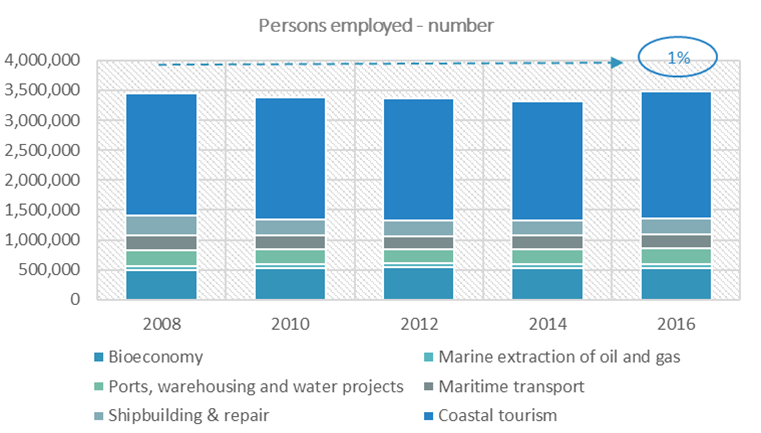 Persons employed - number
1%
4,000,000
3,500,000
3,000,000
2,500,000
2,000,000
1,500,000
1,000,000
500,000
0
2008 2010 2012 2014 2016
Bioeconomy Marine extraction of oil and gas
Ports, warehousing and water projects Maritime transport
Shipbuilding & repair Coastal tourism